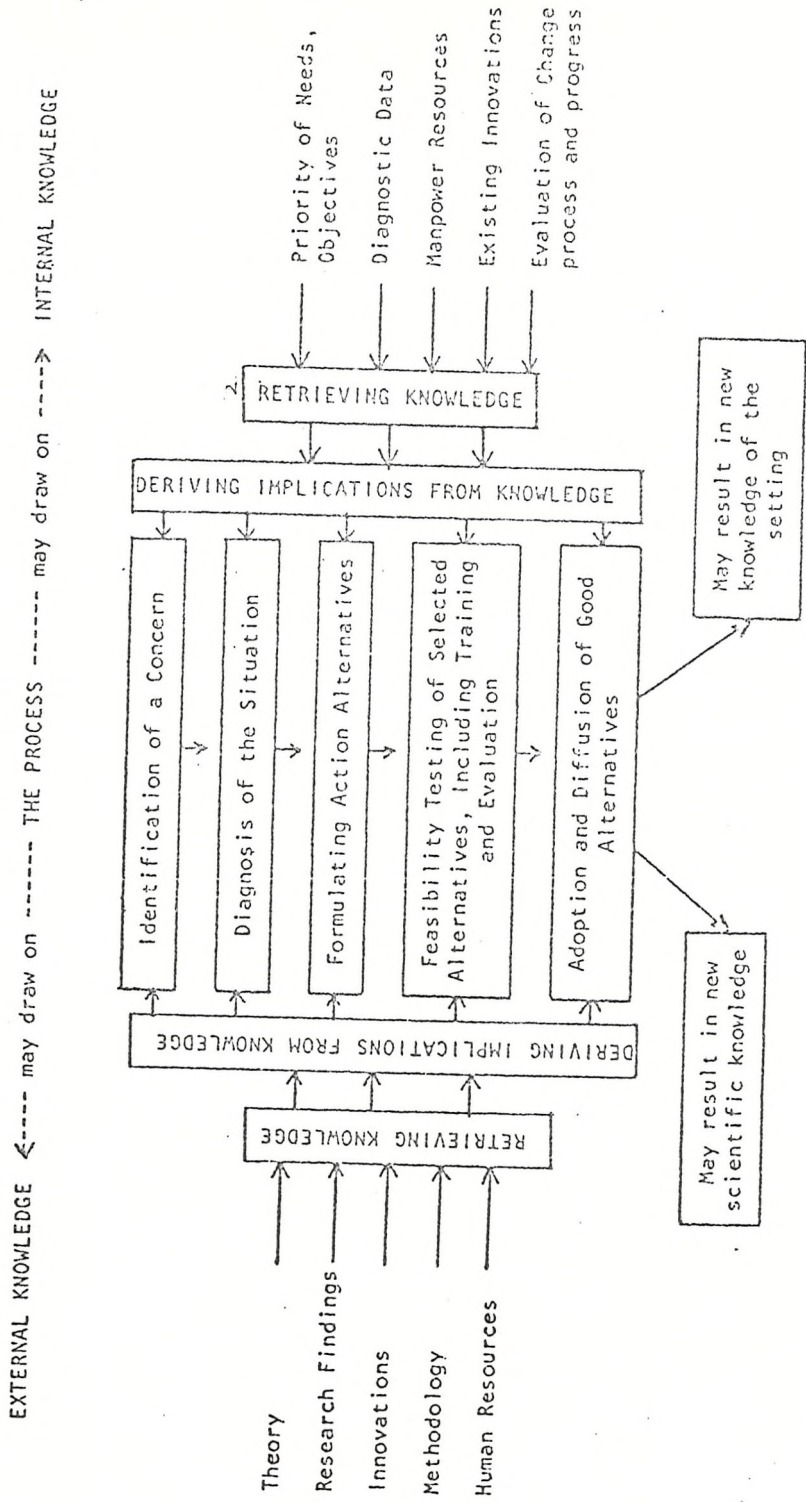 EXTERNAL KNOWLEDGE <---- may draw on ------ THE PROCESS ------ may draw on ----> INTERNAL KNOWLEDGE
Theory
Research Findings
Innovations
Methodology
Human Resources
RETRIEVING KNOWLEDGE
DERIVING IMPLICATIONS FROM KNOWLEDGE
Identification of a Concern
Diagnosis of the Situation
Formulating Action Alternatives
Feasibility Testing of Selected
Alternatives, Including Training
and Evaluation
Adoption and Diffusion of Good
Alternatives
DERIVING IMPLICATIONS FROM KNOWLEDGE
2.
RETRIEVING KNOWLEDGE
Priority of Needs,
Objectives
Diagnostic Data
Manpower Resources
Existing Innovations
Evaluation of Change
process and progress
May result in new
scientific knowledge
May result in new
knowledge of the
setting